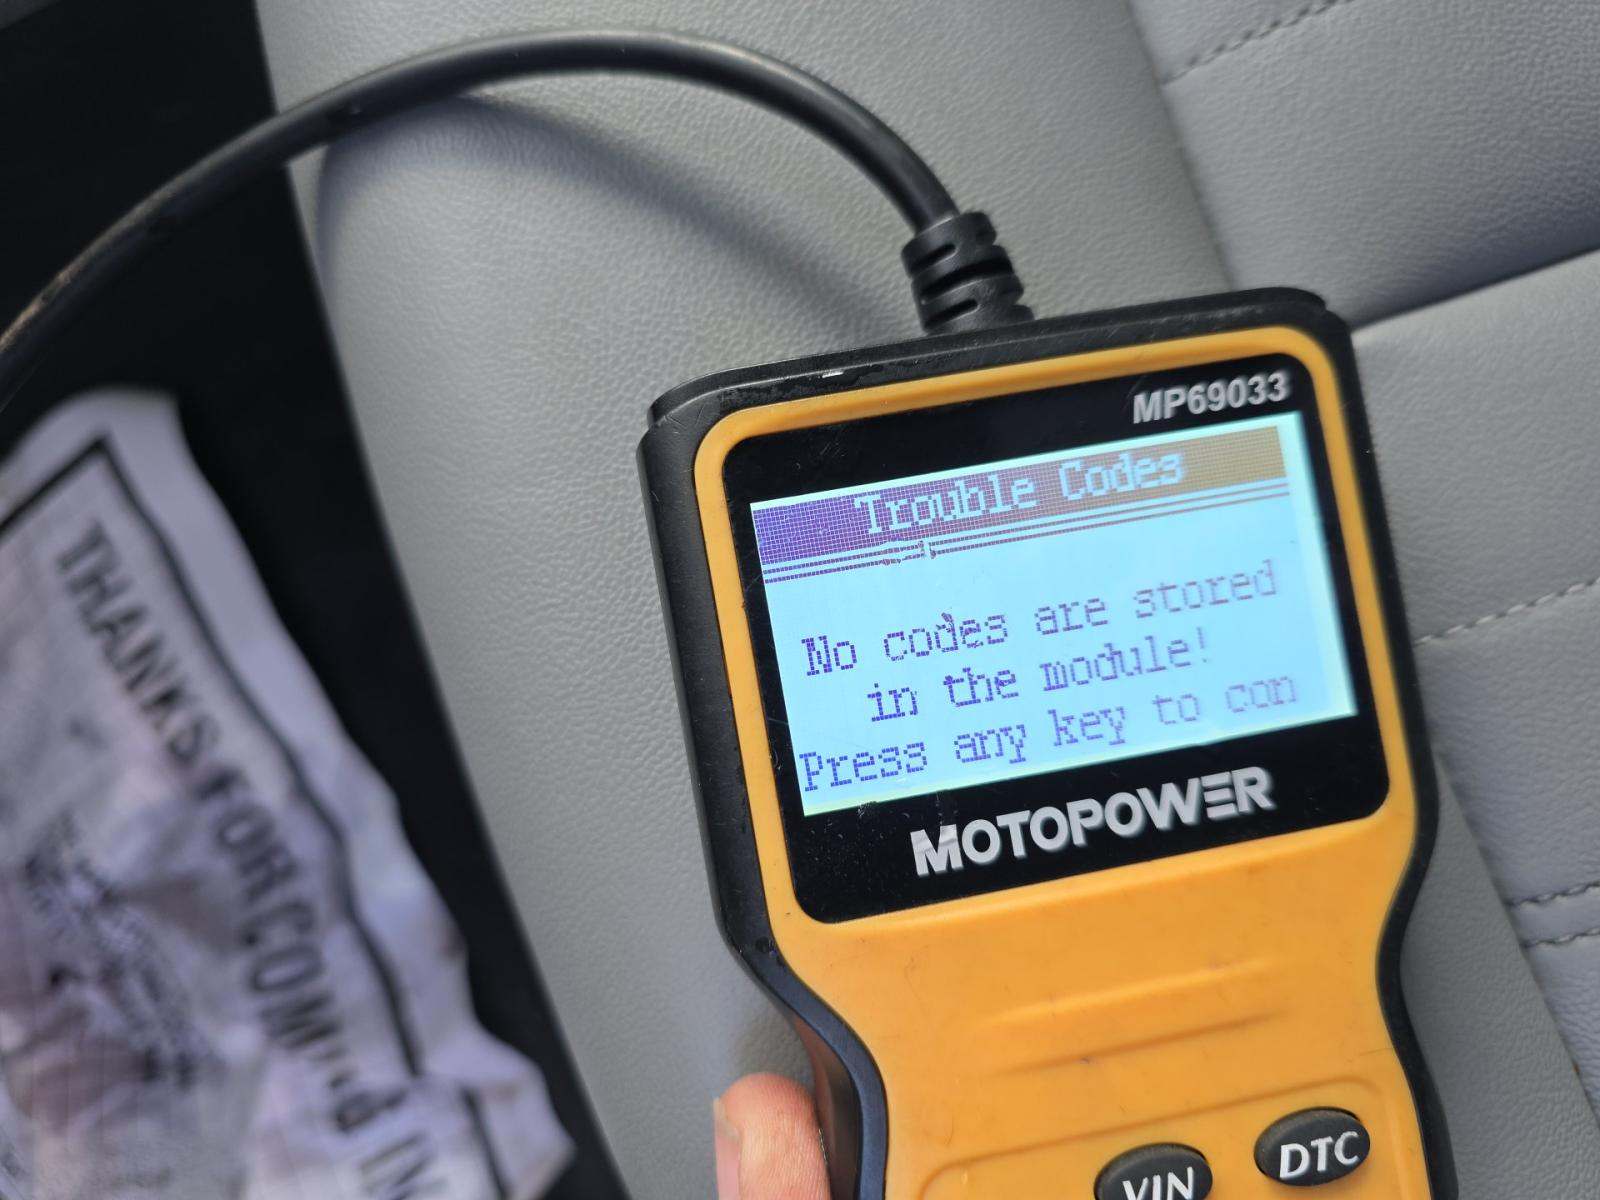 MP69033
Trouble Codes
No codes are stored
in the module!
Press any key to con
MOTOPOWER
VIN
DTC
THANKS FOR COMING IN